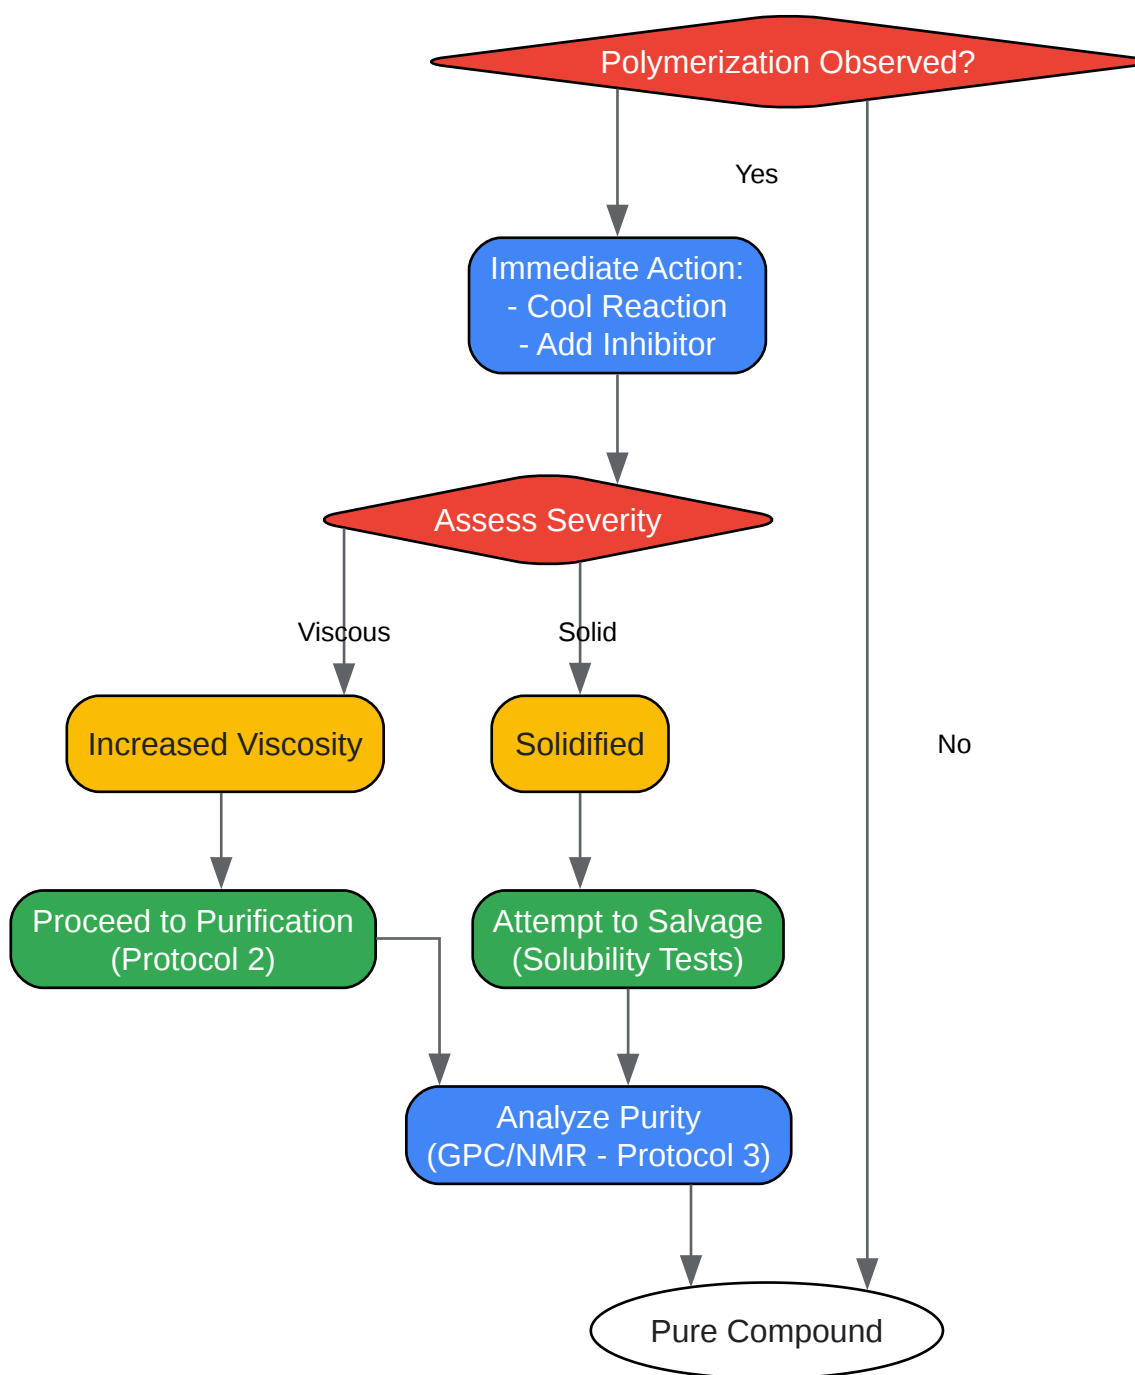 Polymerization Observed?
Yes
Immediate Action:
- Cool Reaction
- Add Inhibitor
Assess Severity
Viscous
Solid
Increased Viscosity
Solidified
No
Proceed to Purification
(Protocol 2)
Attempt to Salvage
(Solubility Tests)
Analyze Purity
(GPC/NMR - Protocol 3)
Pure Compound